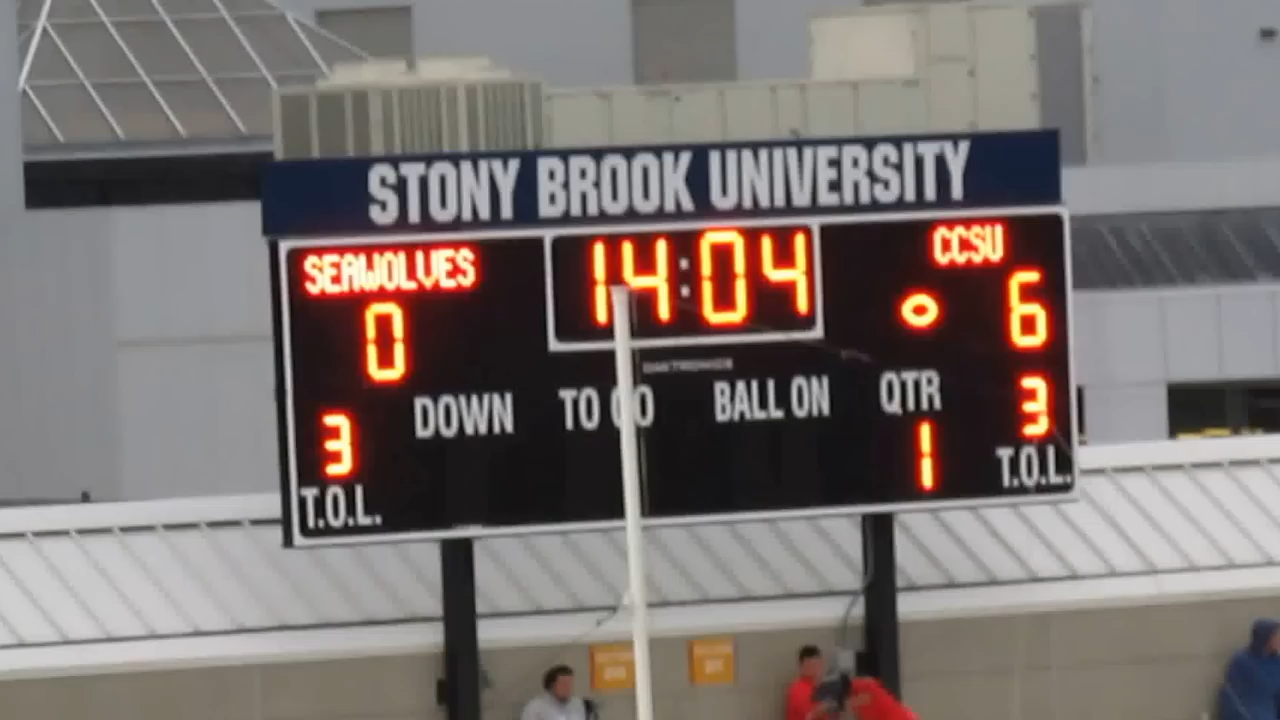 STONY BROOK UNIVERSITY
SEAWOLVES 14:04 CCSU
0 6
DOWN TO GO BALL ON QTR
3 1 3
T.O.L. T.O.L.